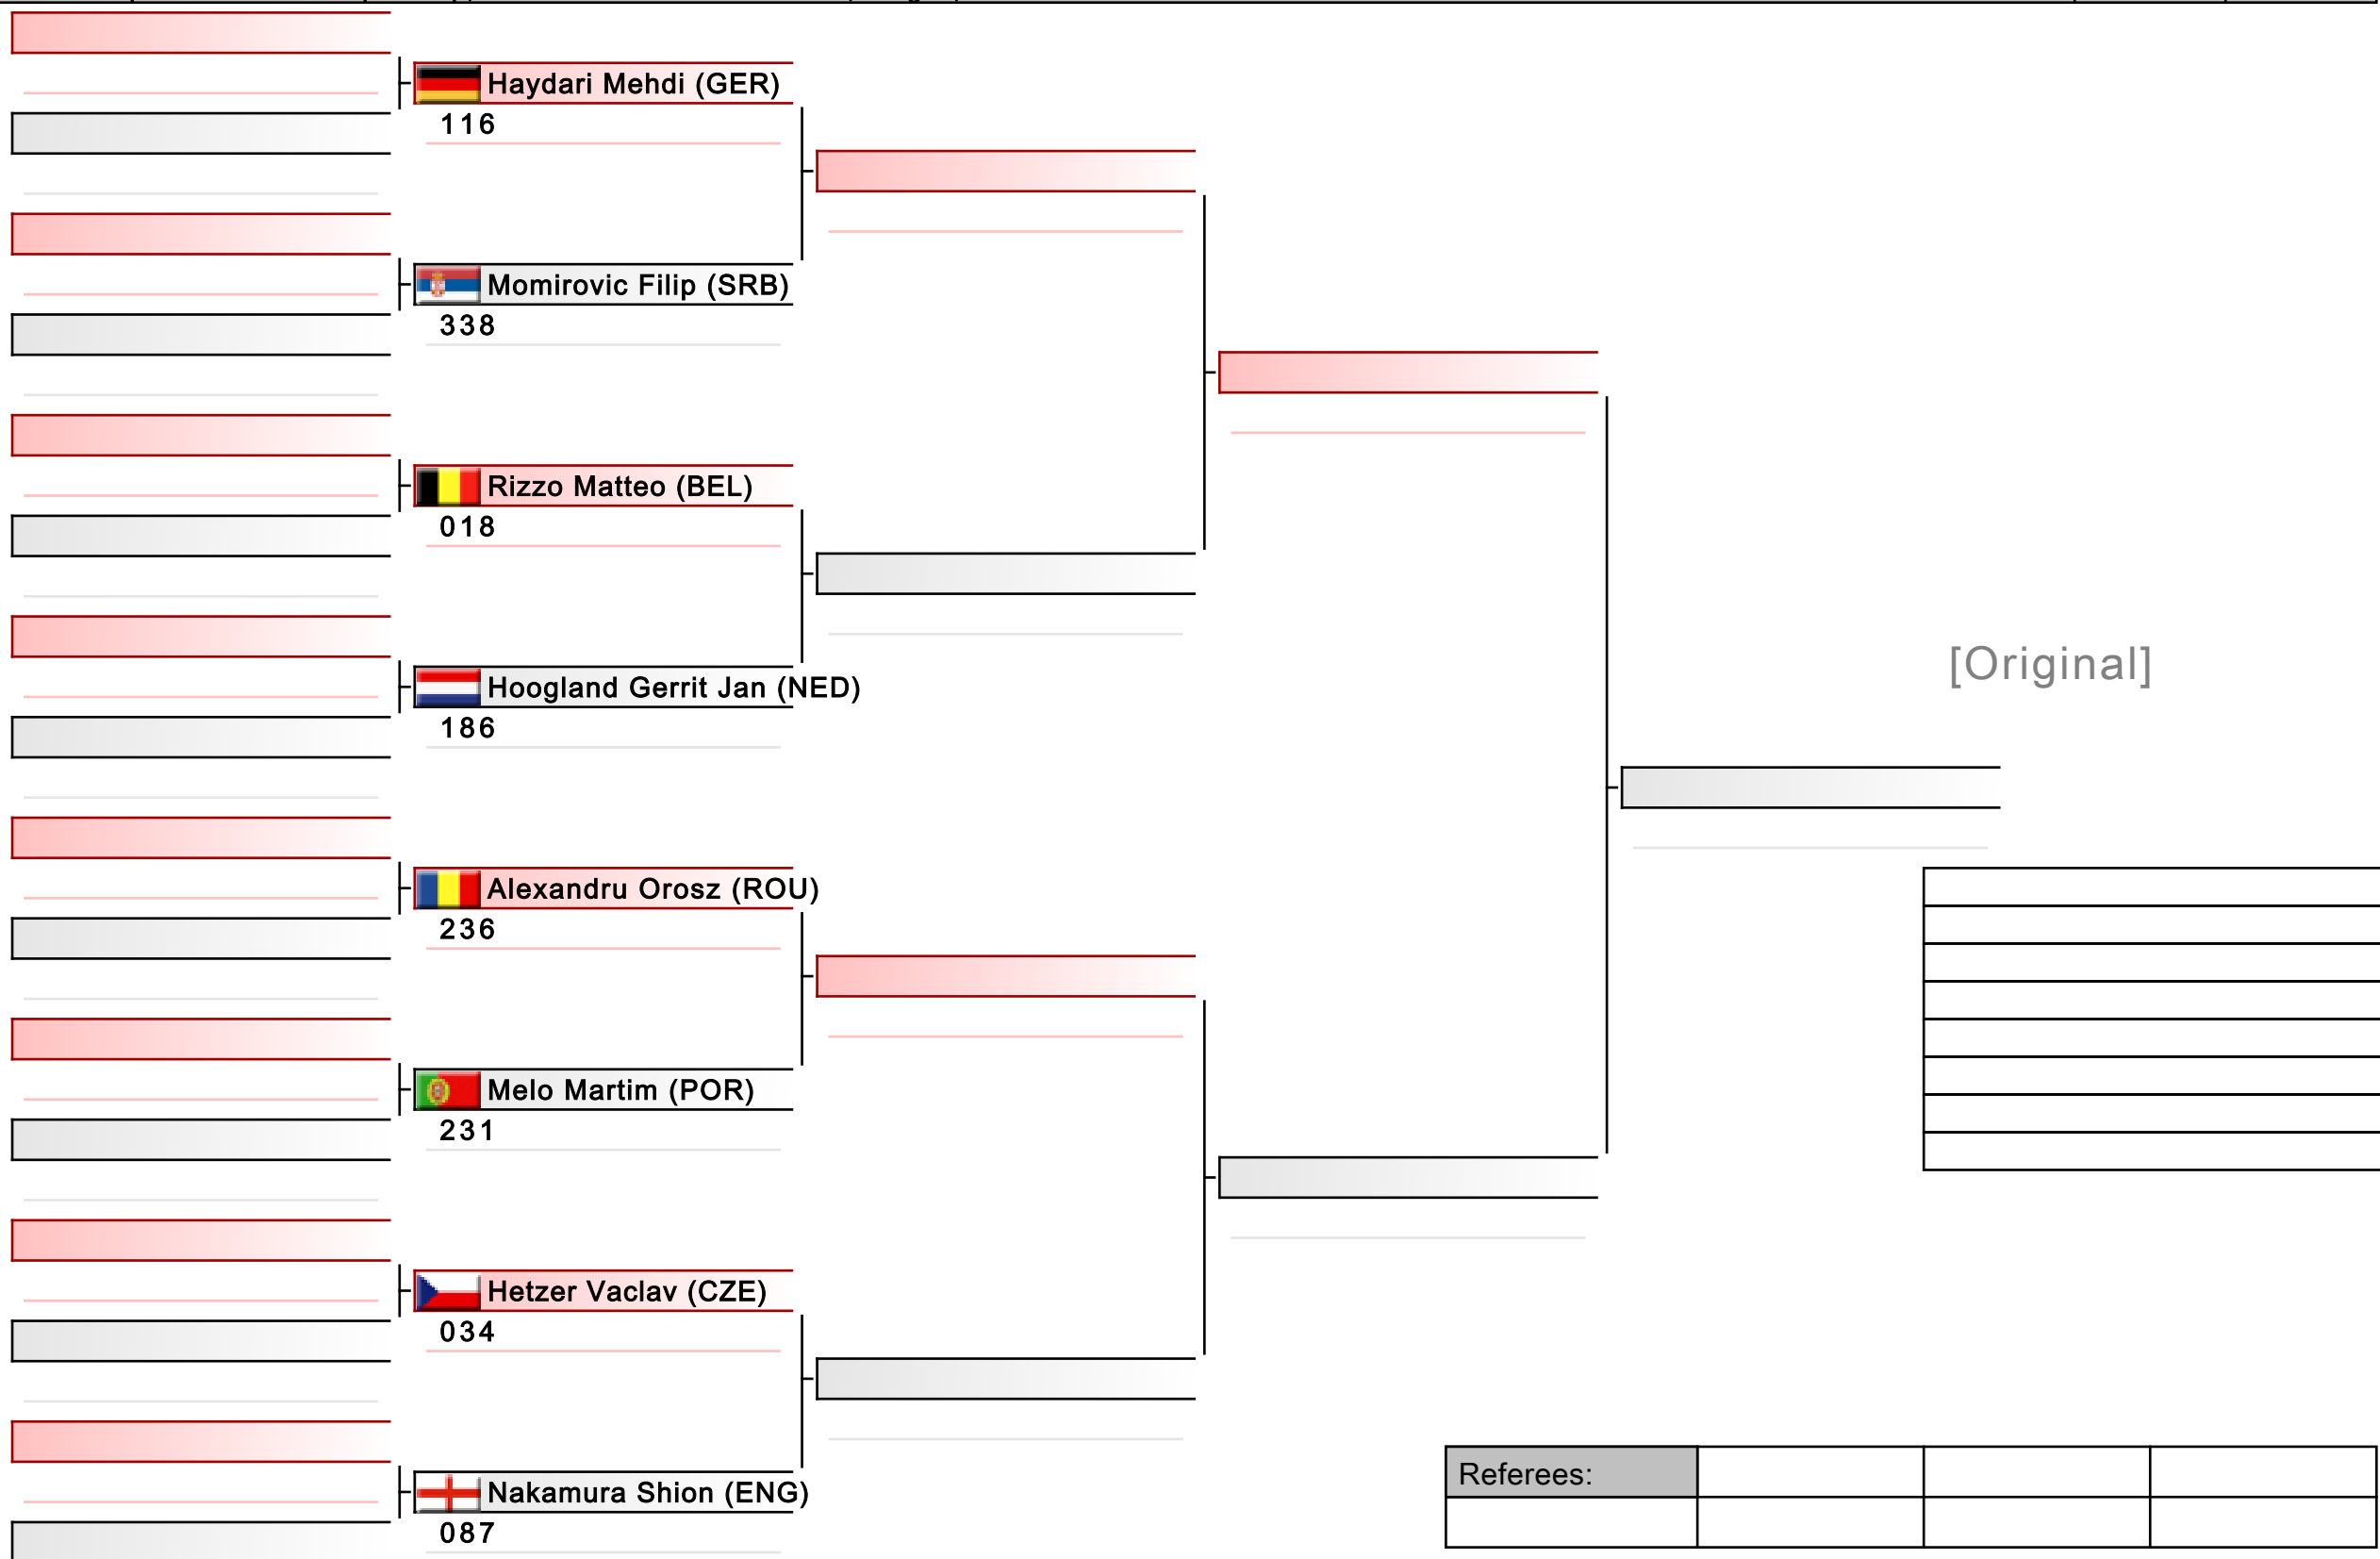 Haydari Mehdi (GER)
116
Momirovic Filip (SRB)
338
Rizzo Matteo (BEL)
018
[Original]
Hoogland Gerrit Jan (NED)
186
Alexandru Orosz (ROU)
236
Melo Martim (POR)
231
Hetzer Vaclav (CZE)
034
Referees:
Nakamura Shion (ENG)
087